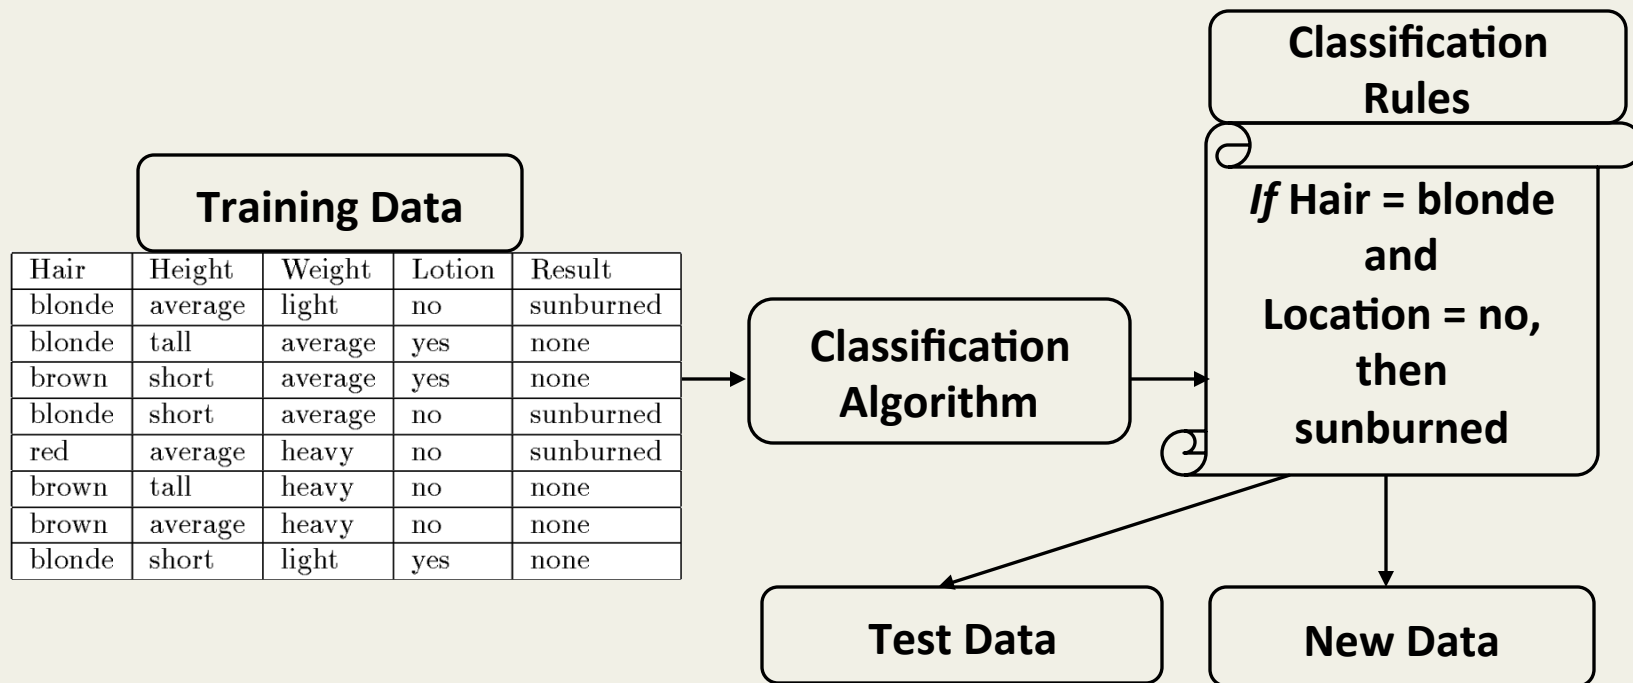 Training Data
Hair Height Weight Lotion Result
blonde average light no sunburned
blonde tall average yes none
brown short average yes none
blonde short average no sunburned
red average heavy no sunburned
brown tall heavy no none
brown average heavy no none
blonde short light yes none
Classification
Algorithm
Classification
Rules
If Hair = blonde
and
Location = no,
then
sunburned
Test Data
New Data